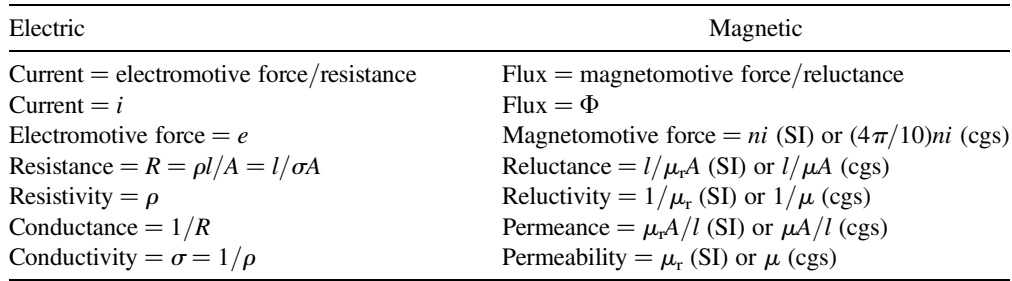 Electric Magnetic
Current = electromotive force/resistance Flux = magnetomotive force/reluctance
Current = i Flux = Φ
Electromotive force = e Magnetomotive force = ni (SI) or (4π/10)ni (cgs)
Resistance = R = ρl/A = l/σA Reluctance = l/μrA (SI) or l/μA (cgs)
Resistivity = ρ Reluctivity = 1/μr (SI) or 1/μ (cgs)
Conductance = 1/R Permeance = μrA/l (SI) or μA/l (cgs)
Conductivity = σ = 1/ρ Permeability = μr (SI) or μ (cgs)